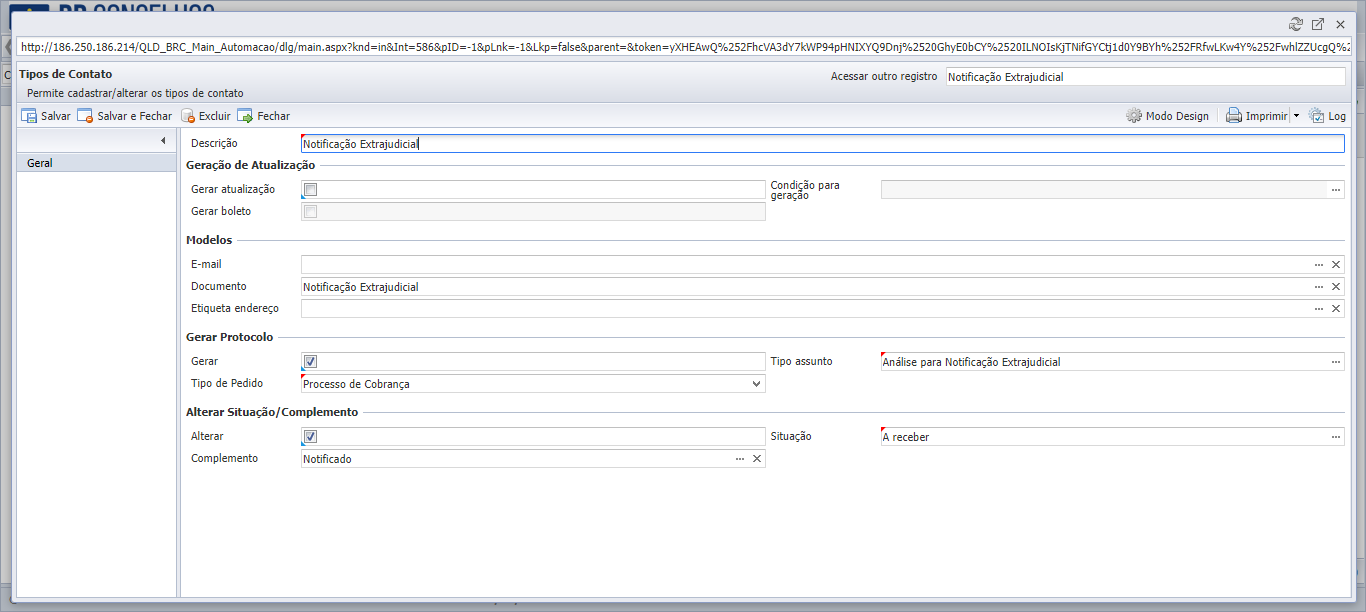 BR CONSELHOS
http://186.250.186.214/QLD_BRC_Main_Automacao/dlg/main.aspx?knd=in&Int=586&pID=-1&pLnk=-1&Lkp=false&parent=&token=yXHEAwQ%252FhcVA3dY7kWP94pHNIXYQ9Dnj%2520GhyE0bCY%2520ILNOIsKjTNifGYCtj1d0Y9BYh%252FRfwLKw4Y%252FwhlZZUcgQ%2
Tipos de Contato
Acessar outro registro Notificação Extrajudicial
Permite cadastrar/alterar os tipos de contato
Salvar Salvar e Fechar Excluir Fechar Modo Design Imprimir Log
Geral
Descrição Notificação Extrajudicial
Geração de Atualização
Gerar atualização Condição para geração
Gerar boleto
Modelos
E-mail
Documento Notificação Extrajudicial
Etiqueta endereço
Gerar Protocolo
Gerar Tipo assunto Análise para Notificação Extrajudicial
Tipo de Pedido Processo de Cobrança
Alterar Situação/Complemento
Alterar Situação A receber
Complemento Notificado